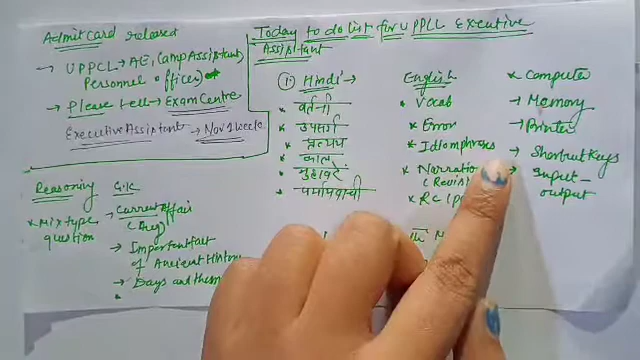 Admit card released
→ UPPCL → AE, Camp Assistant
Personnel officer
→ Please tell → Exam Centre
Executive Assistant → Nov 1 week
Today to do list for UPPCL Executive
Assistant
① Hindi →
* वर्तनी
* उपसर्ग
* प्रत्यय
* काल
* मुहावरे
* पर्यायवाची
English
* Vocab
* Error
* Idiom phrases
* Narration
* RC
* Computer
→ Memory
→ Printer
→ Shortcut Keys
→ Input -
output
Reasoning
* Mix type
question
G.K
→ Current Affair
(Aug)
→ Important fact
of Ancient History
→ Days and them